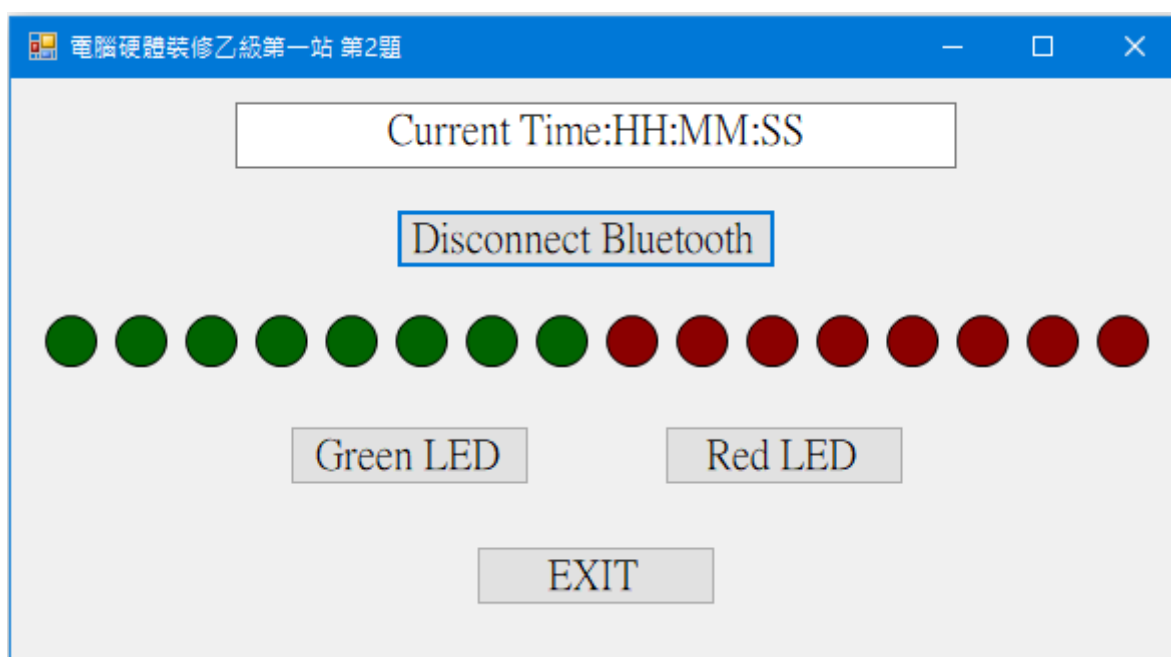 電腦硬體裝修乙級第一站 第2題
Current Time:HH:MM:SS
Disconnect Bluetooth
Green LED
Red LED
EXIT